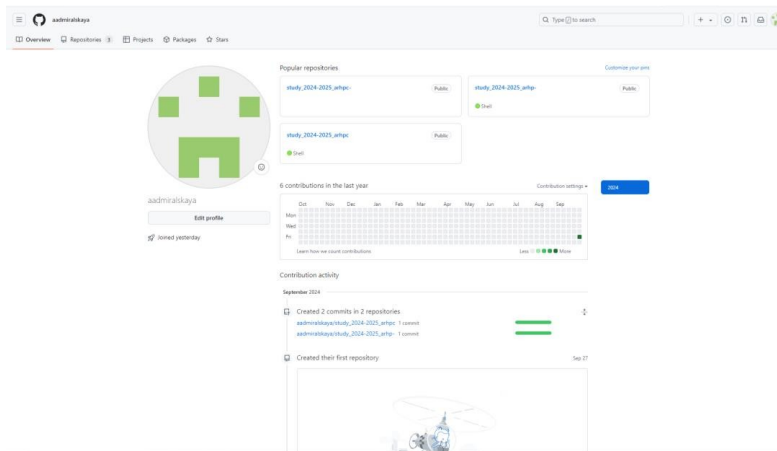 aadmiralskaya
Type / to search
Overview Repositories 3 Projects Packages Stars
Popular repositories
Customize your pins
study_2024-2025_arhpc-
Public
study_2024-2025_arhp-
Public
Shell
study_2024-2025_arhpc
Public
Shell
aadmiralskaya
Edit profile
Joined yesterday
6 contributions in the last year
Contribution settings
2024
Oct Nov Dec Jan Feb Mar Apr May Jun Jul Aug Sep
Mon
Wed
Fri
Learn how we count contributions
Less More
Contribution activity
September 2024
Created 2 commits in 2 repositories
aadmiralskaya/study_2024-2025_arhpc 1 commit
aadmiralskaya/study_2024-2025_arhp- 1 commit
Created their first repository
Sep 27